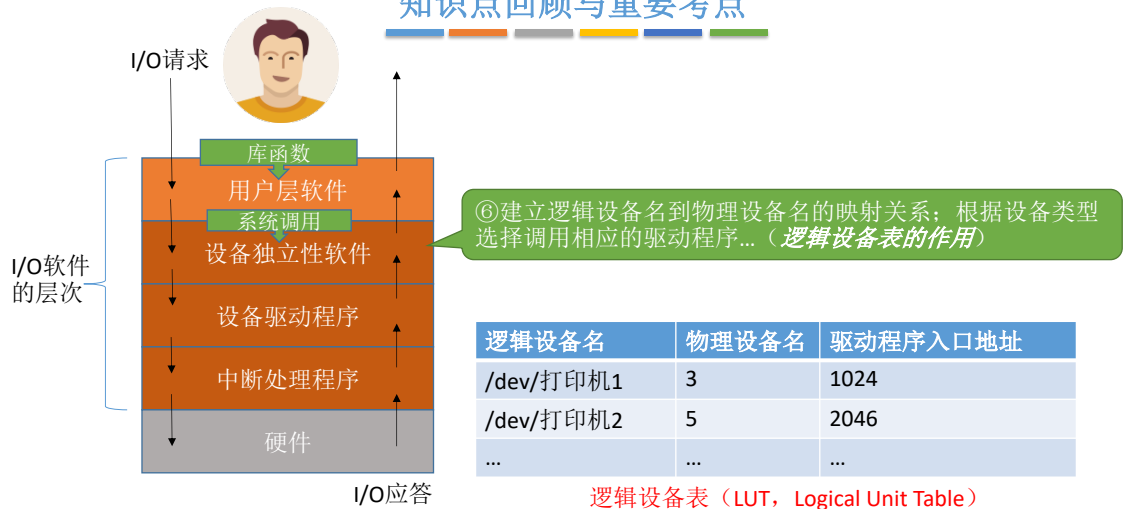 知识点回顾与重要考点
I/O请求
库函数
用户层软件
系统调用
设备独立性软件
设备驱动程序
中断处理程序
硬件
I/O软件
的层次
I/O应答
⑥建立逻辑设备名到物理设备名的映射关系；根据设备类型
选择调用相应的驱动程序…（逻辑设备表的作用）
逻辑设备名 物理设备名 驱动程序入口地址
/dev/打印机1 3 1024
/dev/打印机2 5 2046
… … …
逻辑设备表（LUT，Logical Unit Table）